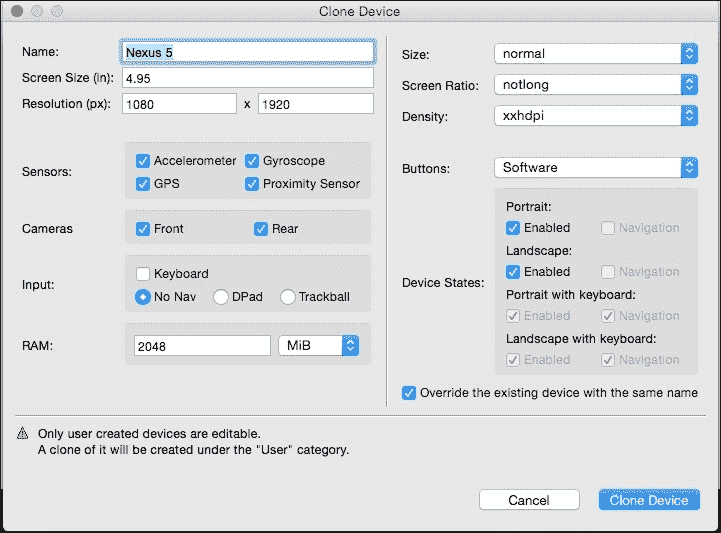 Clone Device
Name: Nexus 5
Screen Size (in): 4.95
Resolution (px): 1080 x 1920
Sensors:
Accelerometer Gyroscope
GPS Proximity Sensor
Cameras Front Rear
Input:
Keyboard
No Nav DPad Trackball
RAM: 2048 MiB
Size: normal
Screen Ratio: notlong
Density: xxhdpi
Buttons: Software
Device States:
Portrait:
Enabled Navigation
Landscape:
Enabled Navigation
Portrait with keyboard:
Enabled Navigation
Landscape with keyboard:
Enabled Navigation
Override the existing device with the same name
Only user created devices are editable.
A clone of it will be created under the "User" category.
Cancel Clone Device